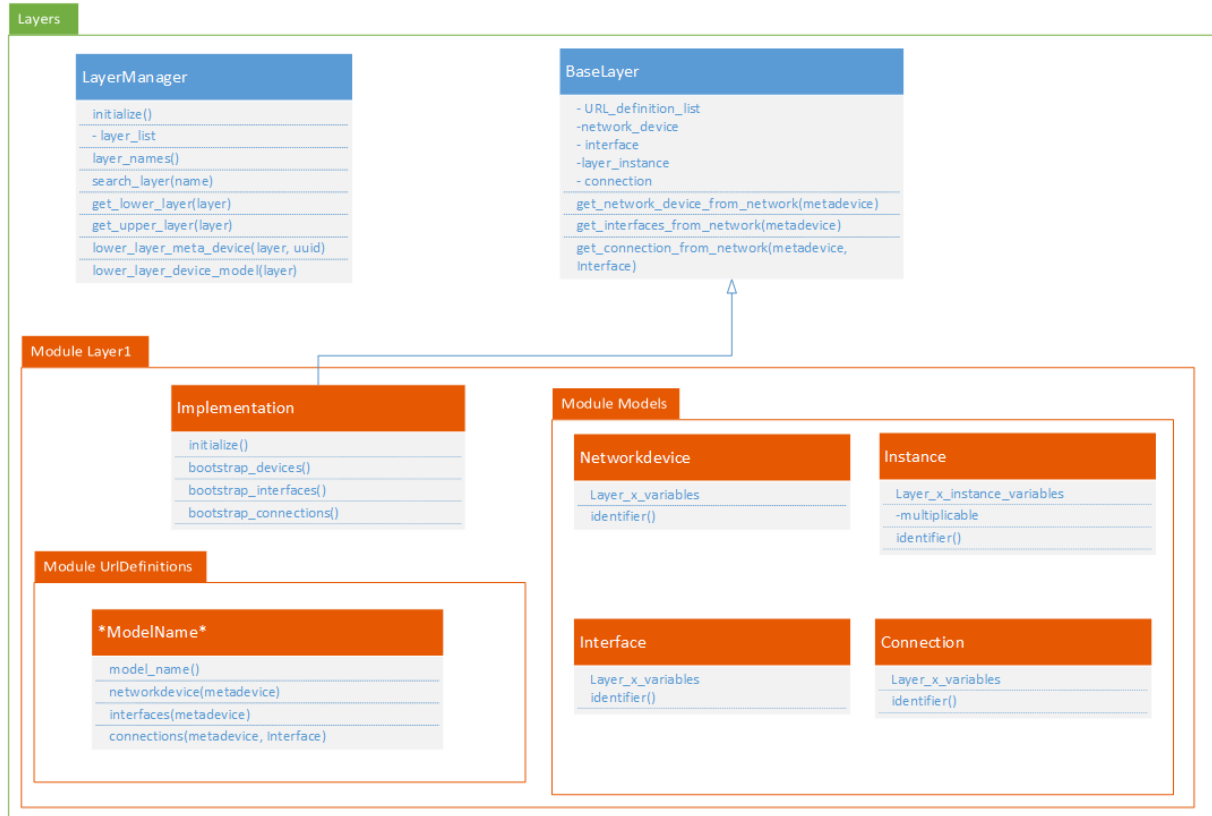 Layers
LayerManager
initialize()
- layer_list
layer_names()
search_layer(name)
get_lower_layer(layer)
get_upper_layer(layer)
lower_layer_meta_device(layer, uuid)
lower_layer_device_model(layer)
BaseLayer
- URL_definition_list
-network_device
- interface
-layer_instance
- connection
get_network_device_from_network(metadevice)
get_interfaces_from_network(metadevice)
get_connection_from_network(metadevice,
Interface)
Module Layer1
Implementation
initialize()
bootstrap_devices()
bootstrap_interfaces()
bootstrap_connections()
Module UrlDefinitions
*ModelName*
model_name()
networkdevice(metadevice)
interfaces(metadevice)
connections(metadevice, Interface)
Module Models
Networkdevice
Layer_x_variables
identifier()
Instance
Layer_x_instance_variables
-multiplicable
identifier()
Interface
Layer_x_variables
identifier()
Connection
Layer_x_variables
identifier()